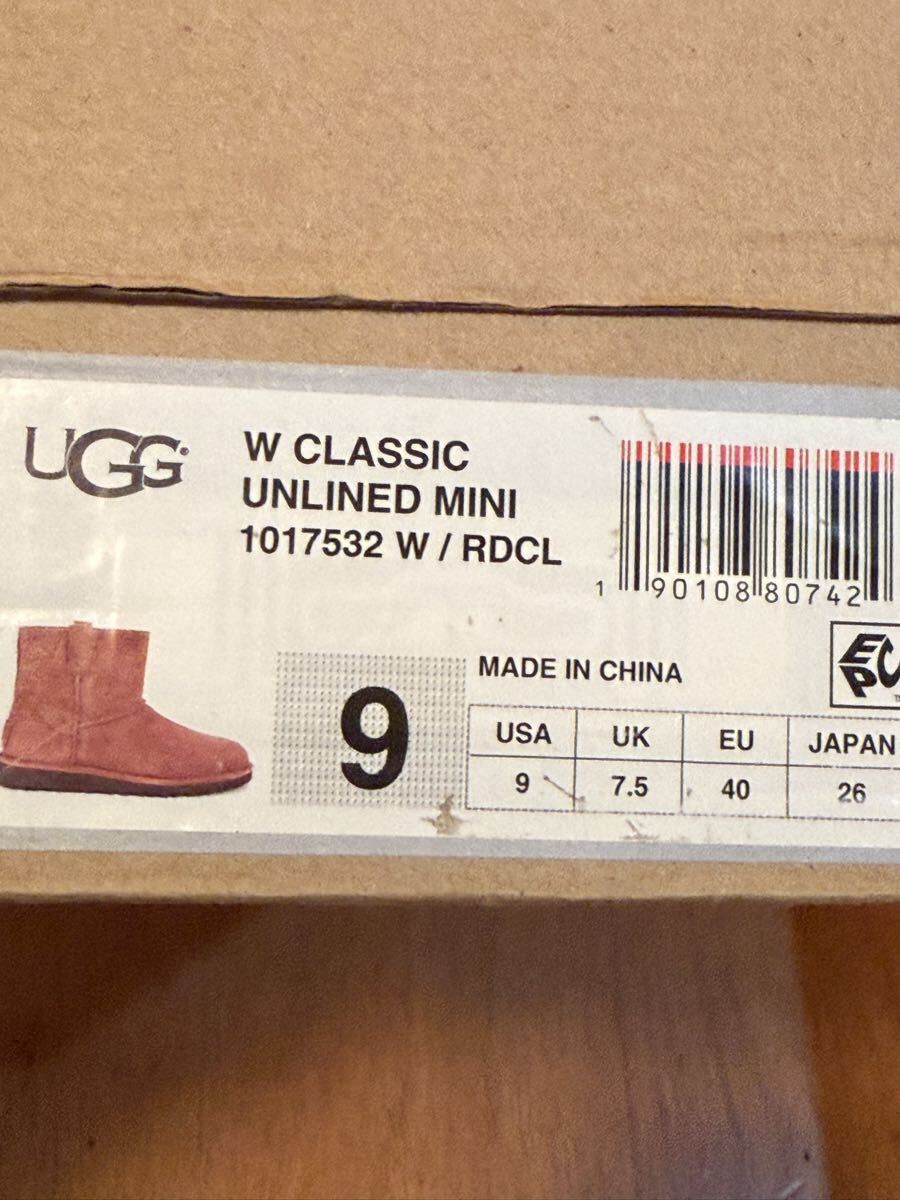 UGG
W CLASSIC
UNLINED MINI
1017532 W / RDCL
1 90108 80742
9
MADE IN CHINA
EPC
USA UK EU JAPAN
9 7.5 40 26